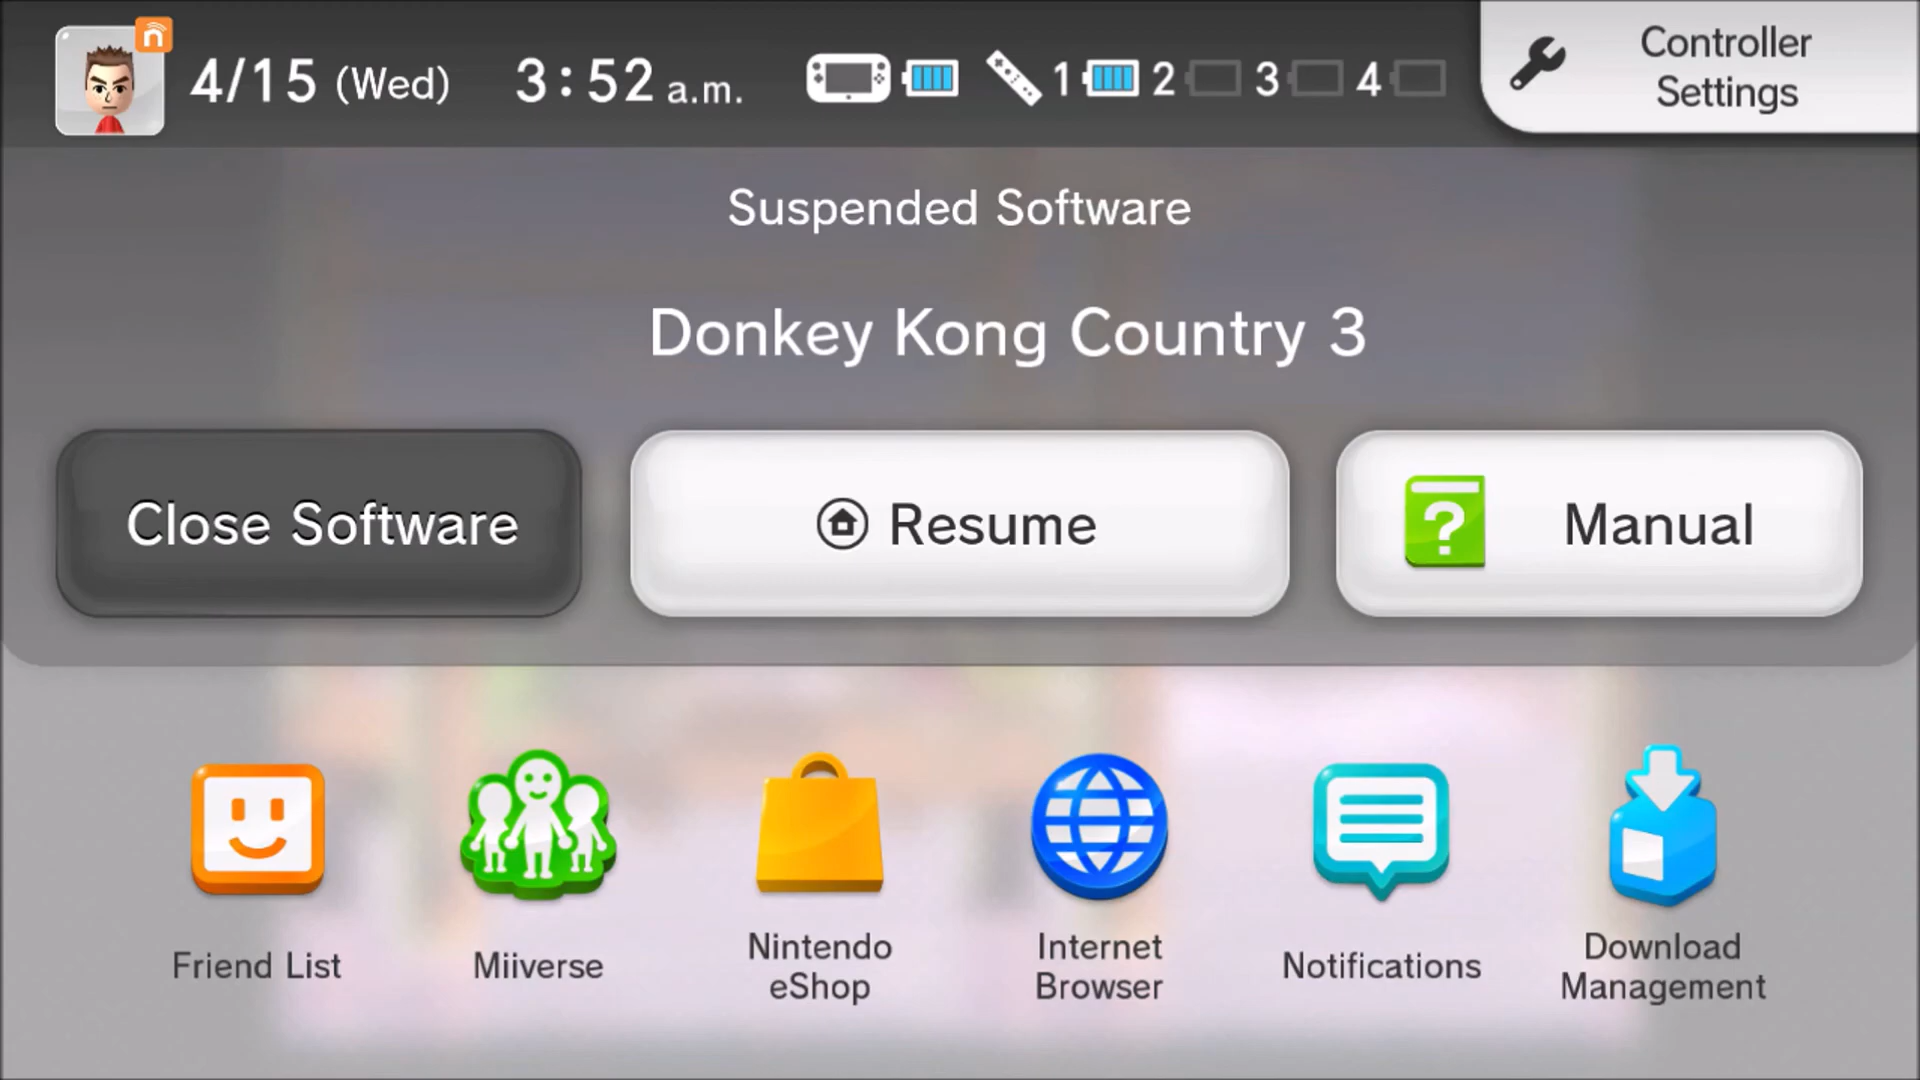 4/15 (Wed) 3:52 a.m. 1 2 3 4
Controller
Settings
Suspended Software
Donkey Kong Country 3
Close Software
Resume
? Manual
Friend List
Miiverse
Nintendo
eShop
Internet
Browser
Notifications
Download
Management